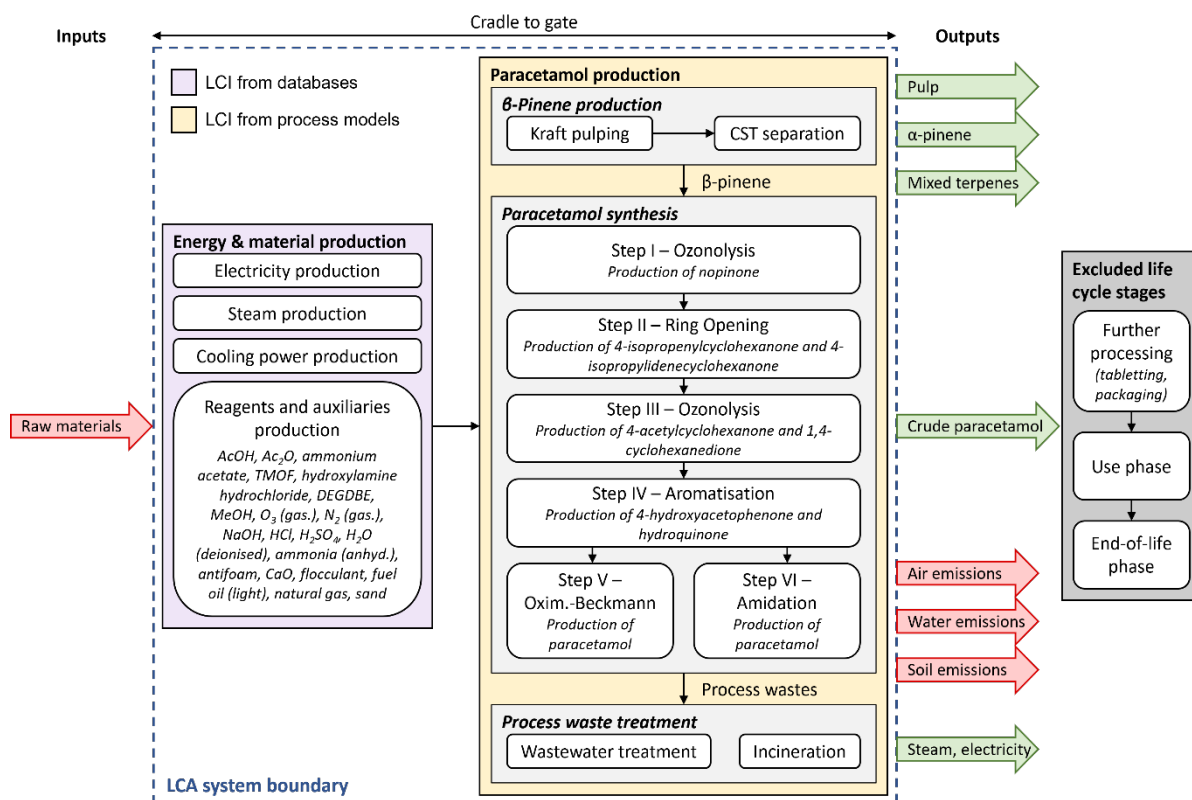 Inputs
Cradle to gate
Outputs
LCI from databases
LCI from process models
Paracetamol production
β-Pinene production
Kraft pulping
CST separation
β-pinene
Pulp
α-pinene
Mixed terpenes
Paracetamol synthesis
Step I – Ozonolysis
Production of nopinone
Step II – Ring Opening
Production of 4-isopropenylcyclohexanone and 4-
isopropylidenecyclohexanone
Step III – Ozonolysis
Production of 4-acetylcyclohexanone and 1,4-
cyclohexanedione
Step IV – Aromatisation
Production of 4-hydroxyacetophenone and
hydroquinone
Step V –
Oxim.-Beckmann
Production of
paracetamol
Step VI –
Amidation
Production of
paracetamol
Process wastes
Process waste treatment
Wastewater treatment
Incineration
Energy & material production
Electricity production
Steam production
Cooling power production
Reagents and auxiliaries
production
AcOH, Ac₂O, ammonium
acetate, TMOF, hydroxylamine
hydrochloride, DEGDBE,
MeOH, O₃ (gas.), N₂ (gas.),
NaOH, HCl, H₂SO₄, H₂O
(deionised), ammonia (anhyd.),
antifoam, CaO, flocculant, fuel
oil (light), natural gas, sand
Raw materials
Crude paracetamol
Air emissions
Water emissions
Soil emissions
Steam, electricity
Excluded life
cycle stages
Further
processing
(tabletting,
packaging)
Use phase
End-of-life
phase
LCA system boundary